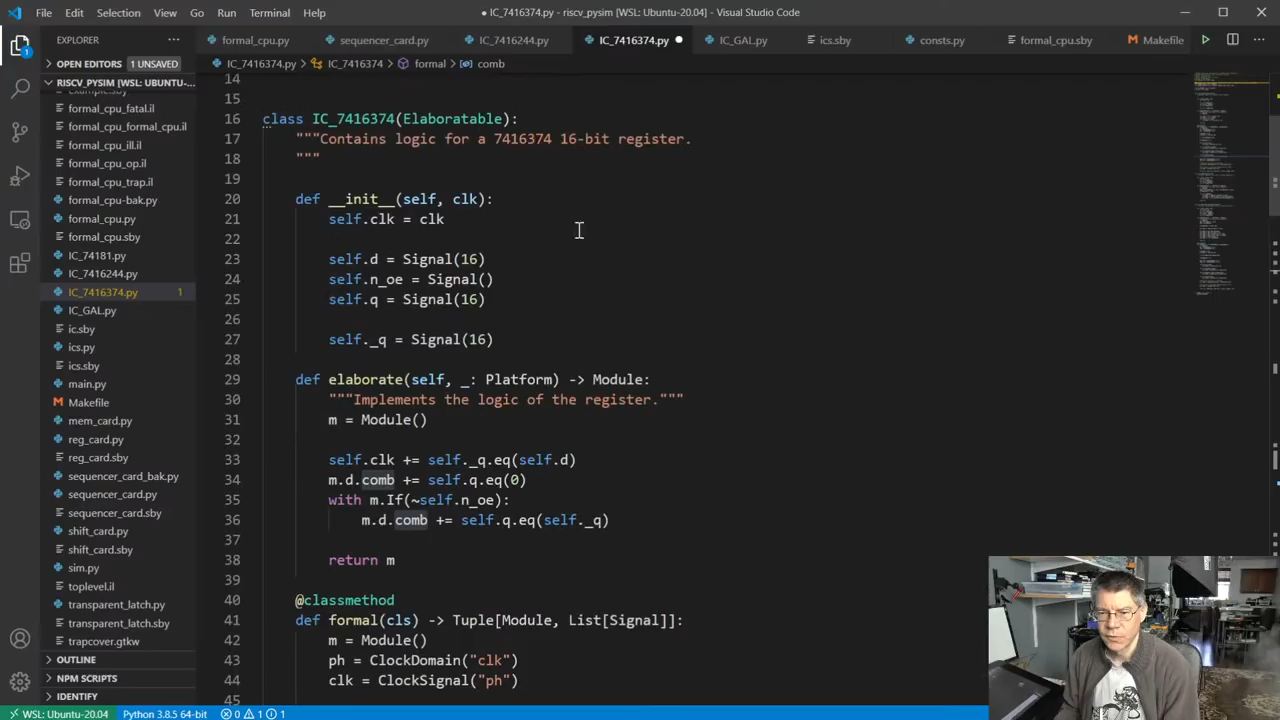 File Edit Selection View Go Run Terminal Help
● IC_7416374.py - riscv_pysim [WSL: Ubuntu-20.04] - Visual Studio Code
EXPLORER
formal_cpu.py sequencer_card.py IC_7416244.py IC_7416374.py IC_GAL.py ics.sby consts.py formal_cpu.sby Makefile
OPEN EDITORS 1 UNSAVED
IC_7416374.py > IC_7416374 > formal > comb
RISCV_PYSIM [WSL: UBUNTU-...
formal_cpu_fatal.il
formal_cpu_formal_cpu.il
formal_cpu_ill.il
formal_cpu_op.il
formal_cpu_trap.il
formal_cpu-bak.py
formal_cpu.py
formal_cpu.sby
IC_74181.py
IC_7416244.py
IC_7416374.py 1
IC_GAL.py
ic.sby
ics.py
ics.sby
main.py
Makefile
mem_card.py
reg_card.py
reg_card.sby
sequencer_card_bak.py
sequencer_card.py
sequencer_card.sby
shift_card.py
shift_card.sby
sim.py
toplevel.il
transparent_latch.py
transparent_latch.sby
trapcover.gtkw
OUTLINE
NPM SCRIPTS
IDENTIFY
14
15
16 class IC_7416374(Elaboratable):
17 """Contains logic for a 7416374 16-bit register.
18 """
19
20 def __init__(self, clk):
21 self.clk = clk
22
23 self.d = Signal(16)
24 self.n_oe = Signal()
25 self.q = Signal(16)
26
27 self._q = Signal(16)
28
29 def elaborate(self, _: Platform) -> Module:
30 """Implements the logic of the register."""
31 m = Module()
32
33 self.clk += self._q.eq(self.d)
34 m.d.comb += self.q.eq(0)
35 with m.If(~self.n_oe):
36 m.d.comb += self.q.eq(self._q)
37
38 return m
39
40 @classmethod
41 def formal(cls) -> Tuple[Module, List[Signal]]:
42 m = Module()
43 ph = ClockDomain("clk")
44 clk = ClockSignal("ph")
45
WSL: Ubuntu-20.04 Python 3.8.5 64-bit 0 1 1